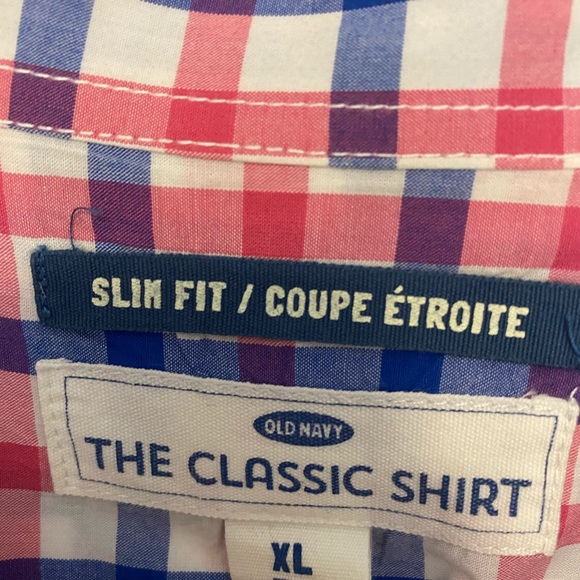 SLIM FIT / COUPE ÉTROITE
OLD NAVY
THE CLASSIC SHIRT
XL